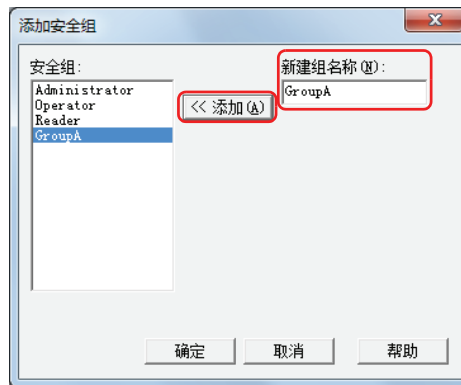 添加安全组
安全组:
新建组名称(N):
Administrator
Operator
Reader
GroupA
<< 添加(A)
GroupA
确定
取消
帮助